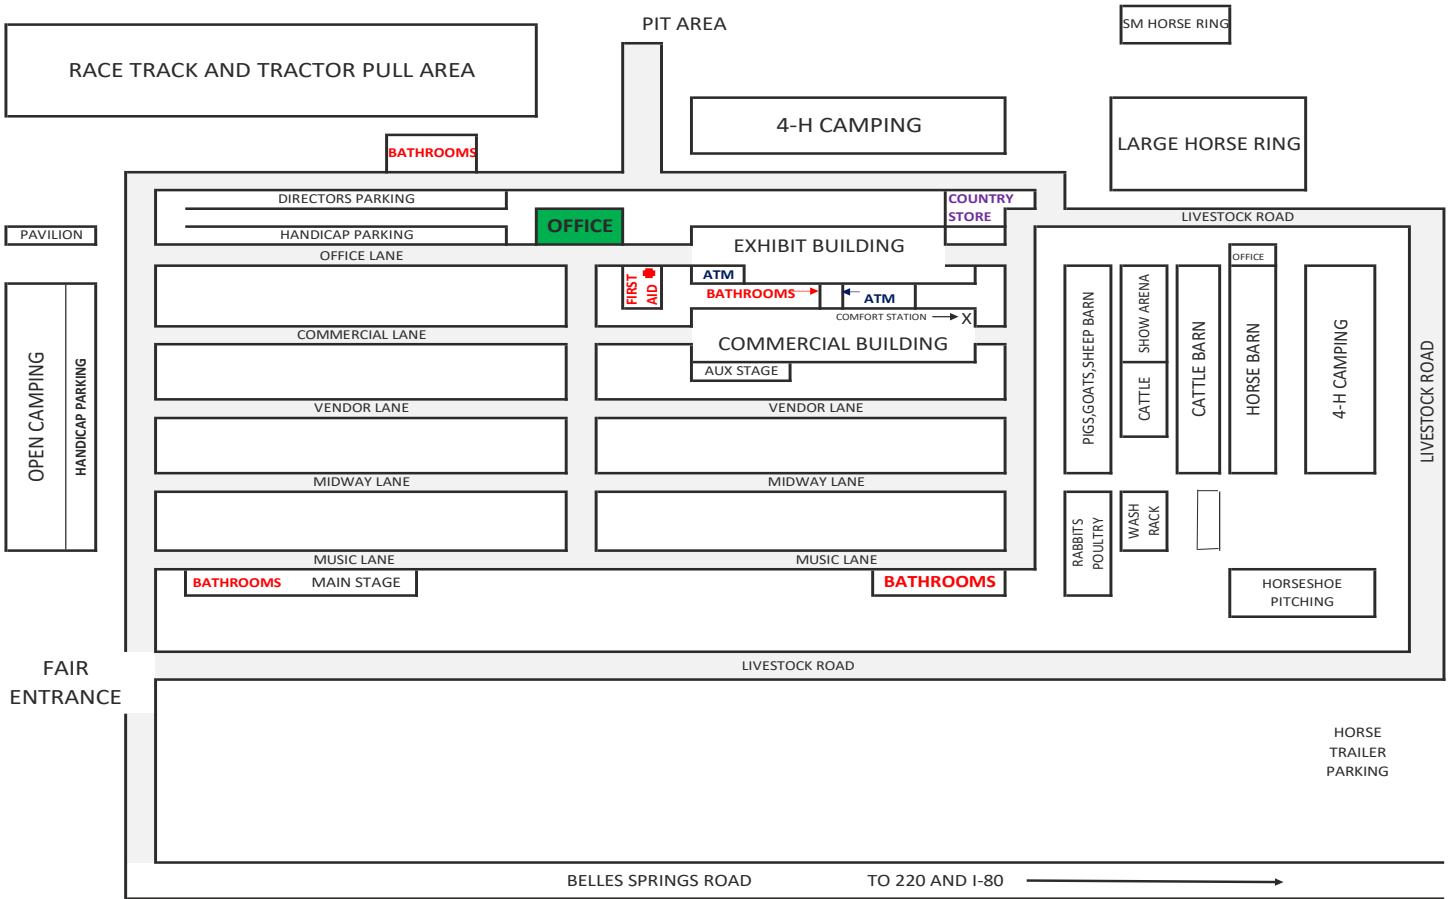 PIT AREA
SM HORSE RING
RACE TRACK AND TRACTOR PULL AREA
4-H CAMPING
LARGE HORSE RING
BATHROOMS
DIRECTORS PARKING
COUNTRY
STORE
LIVESTOCK ROAD
OFFICE
PAVILION
HANDICAP PARKING
EXHIBIT BUILDING
OFFICE LANE
OFFICE
ATM
FIRST
AID
BATHROOMS
ATM
COMFORT STATION
X
COMMERCIAL LANE
COMMERCIAL BUILDING
AUX STAGE
OPEN CAMPING
HANDICAP PARKING
PIGS,GOATS,SHEEP BARN
SHOW ARENA
CATTLE
CATTLE BARN
HORSE BARN
4-H CAMPING
LIVESTOCK ROAD
VENDOR LANE
VENDOR LANE
MIDWAY LANE
MIDWAY LANE
RABBITS
POULTRY
WASH
RACK
MUSIC LANE
MUSIC LANE
BATHROOMS
MAIN STAGE
BATHROOMS
HORSESHOE
PITCHING
FAIR
ENTRANCE
LIVESTOCK ROAD
HORSE
TRAILER
PARKING
BELLES SPRINGS ROAD
TO 220 AND I-80